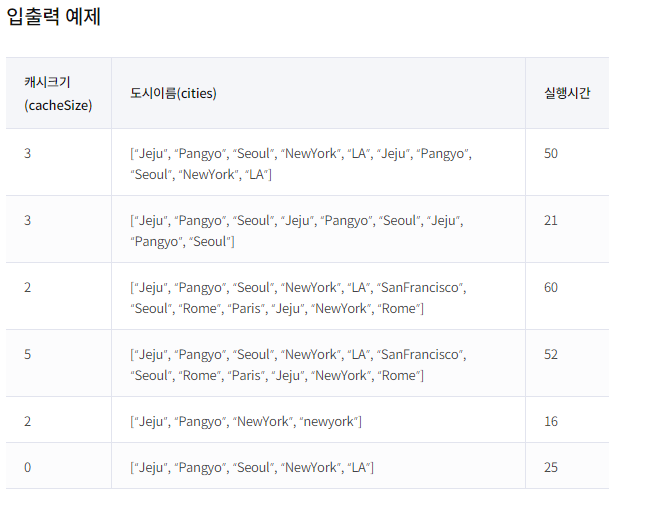 입출력 예제
캐시크기
(cacheSize)
도시이름(cities)
실행시간
3
["Jeju", "Pangyo", "Seoul", "NewYork", "LA", "Jeju", "Pangyo",
"Seoul", "NewYork", "LA"]
50
3
["Jeju", "Pangyo", "Seoul", "Jeju", "Pangyo", "Seoul", "Jeju",
"Pangyo", "Seoul"]
21
2
["Jeju", "Pangyo", "Seoul", "NewYork", "LA", "SanFrancisco",
"Seoul", "Rome", "Paris", "Jeju", "NewYork", "Rome"]
60
5
["Jeju", "Pangyo", "Seoul", "NewYork", "LA", "SanFrancisco",
"Seoul", "Rome", "Paris", "Jeju", "NewYork", "Rome"]
52
2
["Jeju", "Pangyo", "NewYork", "newyork"]
16
0
["Jeju", "Pangyo", "Seoul", "NewYork", "LA"]
25